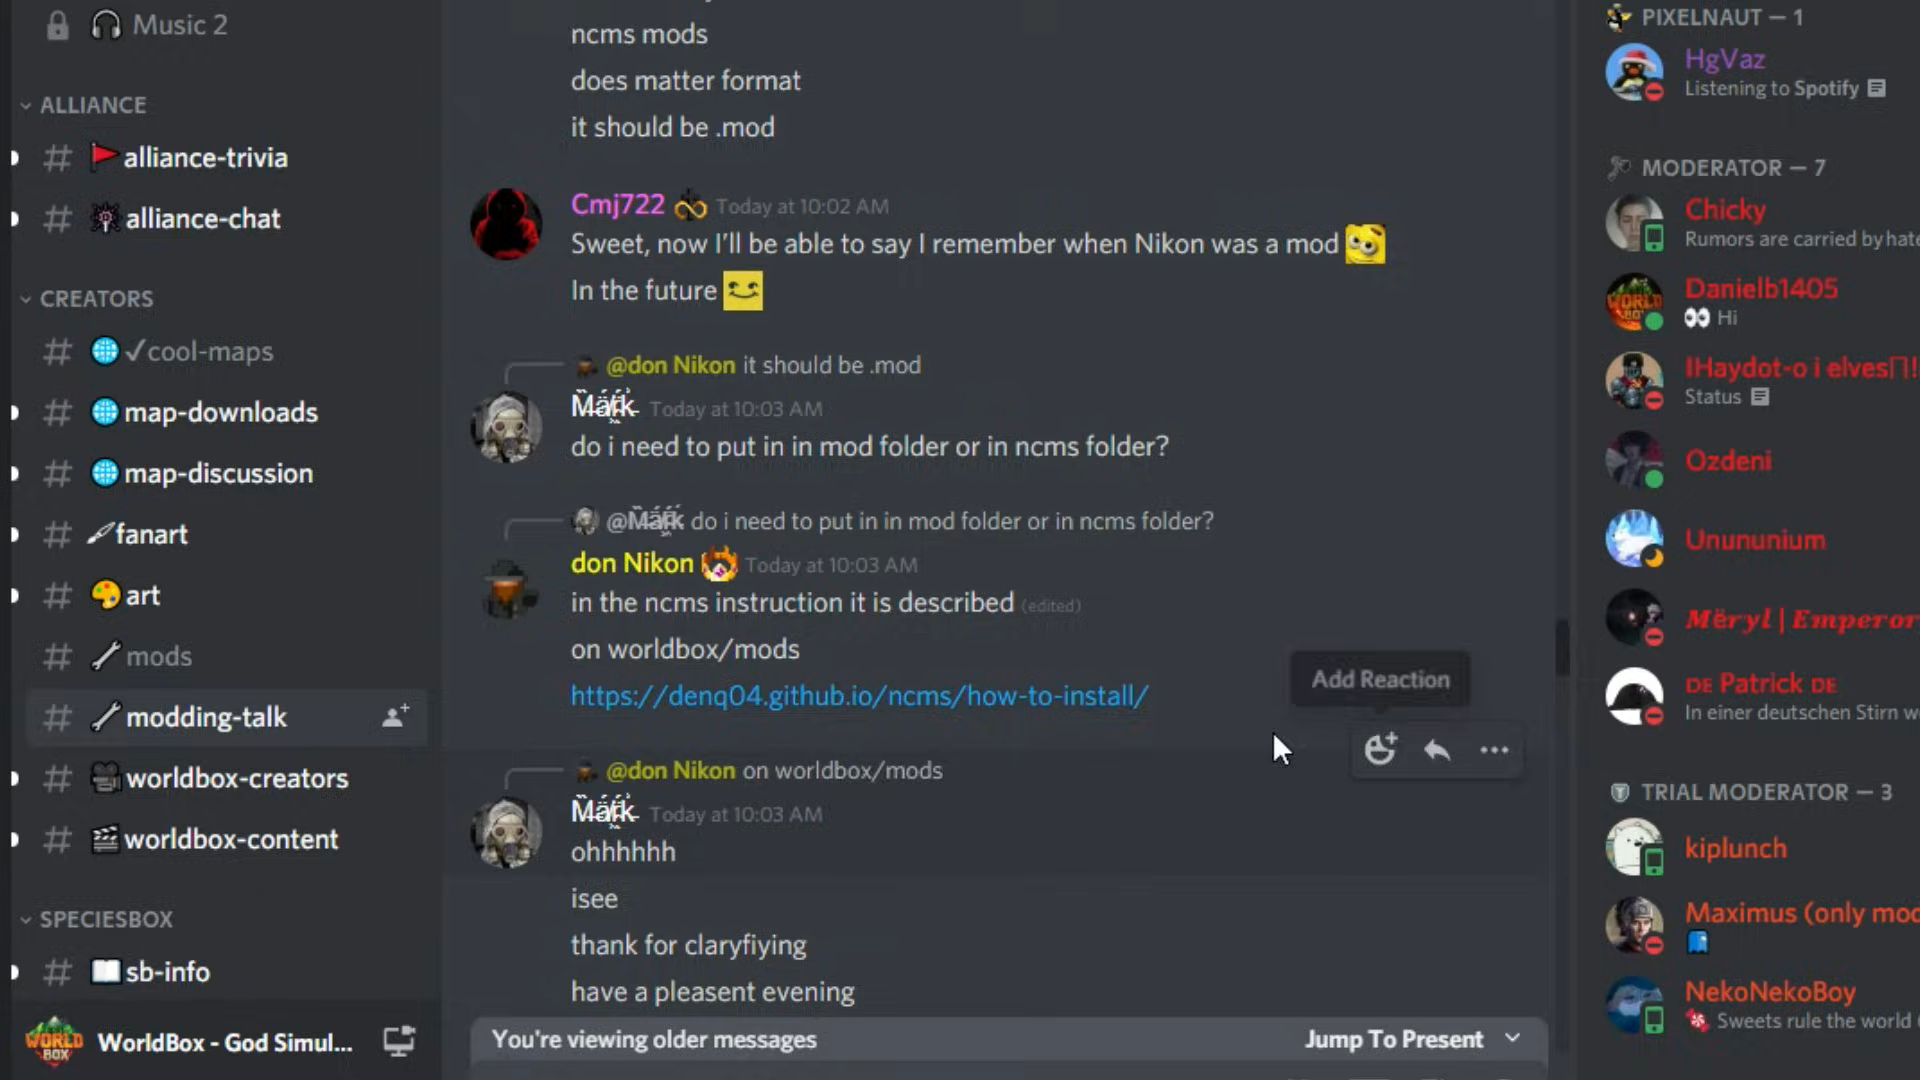 Music 2
ALLIANCE
# alliance-trivia
# alliance-chat
CREATORS
# ✓cool-maps
# map-downloads
# map-discussion
# fanart
# art
# mods
# modding-talk
# worldbox-creators
# worldbox-content
SPECIESBOX
# sb-info
WORLD BOX
WorldBox - God Simul...
ncms mods
does matter format
it should be .mod
Cmj722 Today at 10:02 AM
Sweet, now I'll be able to say I remember when Nikon was a mod
In the future
@don Nikon it should be .mod
Today at 10:03 AM
do i need to put in in mod folder or in ncms folder?
do i need to put in in mod folder or in ncms folder?
don Nikon Today at 10:03 AM
in the ncms instruction it is described (edited)
on worldbox/mods
https://denq04.github.io/ncms/how-to-install/
Add Reaction
@don Nikon on worldbox/mods
Today at 10:03 AM
ohhhhhh
isee
thank for claryfiying
have a pleasent evening
You're viewing older messages
Jump To Present
PIXELNAUT — 1
HgVaz
Listening to Spotify
MODERATOR — 7
Chicky
Rumors are carried by hate
Danielb1405
Hi
Status
Ozdeni
Unununium
Mëryl | Emperor
DE Patrick DE
In einer deutschen Stirn
TRIAL MODERATOR — 3
kiplunch
Maximus (only
NekoNekoBoy
Sweets rule the world